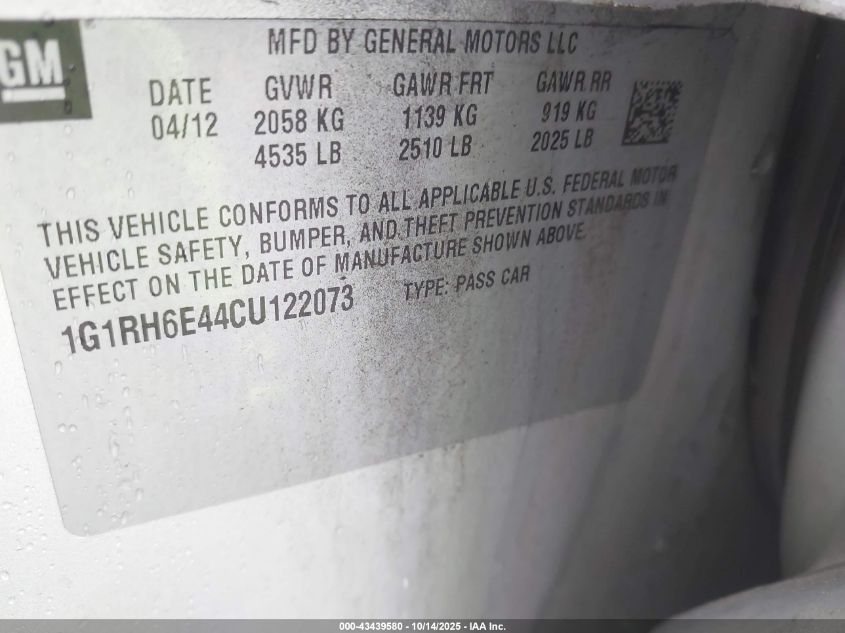 GM
MFD BY GENERAL MOTORS LLC
DATE GVWR GAWR FRT GAWR RR
04/12 2058 KG 1139 KG 919 KG
4535 LB 2510 LB 2025 LB
THIS VEHICLE CONFORMS TO ALL APPLICABLE U.S. FEDERAL MOTOR
VEHICLE SAFETY, BUMPER, AND THEFT PREVENTION STANDARDS IN
EFFECT ON THE DATE OF MANUFACTURE SHOWN ABOVE.
1G1RH6E44CU122073 TYPE: PASS CAR
000-43439580 - 10/14/2025 - IAA Inc.